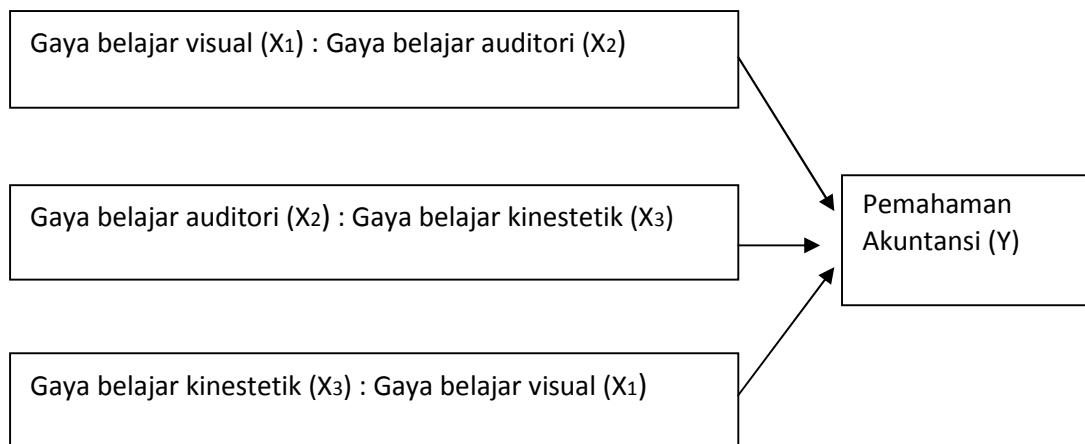 Gaya belajar visual (X1) : Gaya belajar auditori (X2)
Gaya belajar auditori (X2) : Gaya belajar kinestetik (X3)
Gaya belajar kinestetik (X3) : Gaya belajar visual (X1)
Pemahaman
Akuntansi (Y)